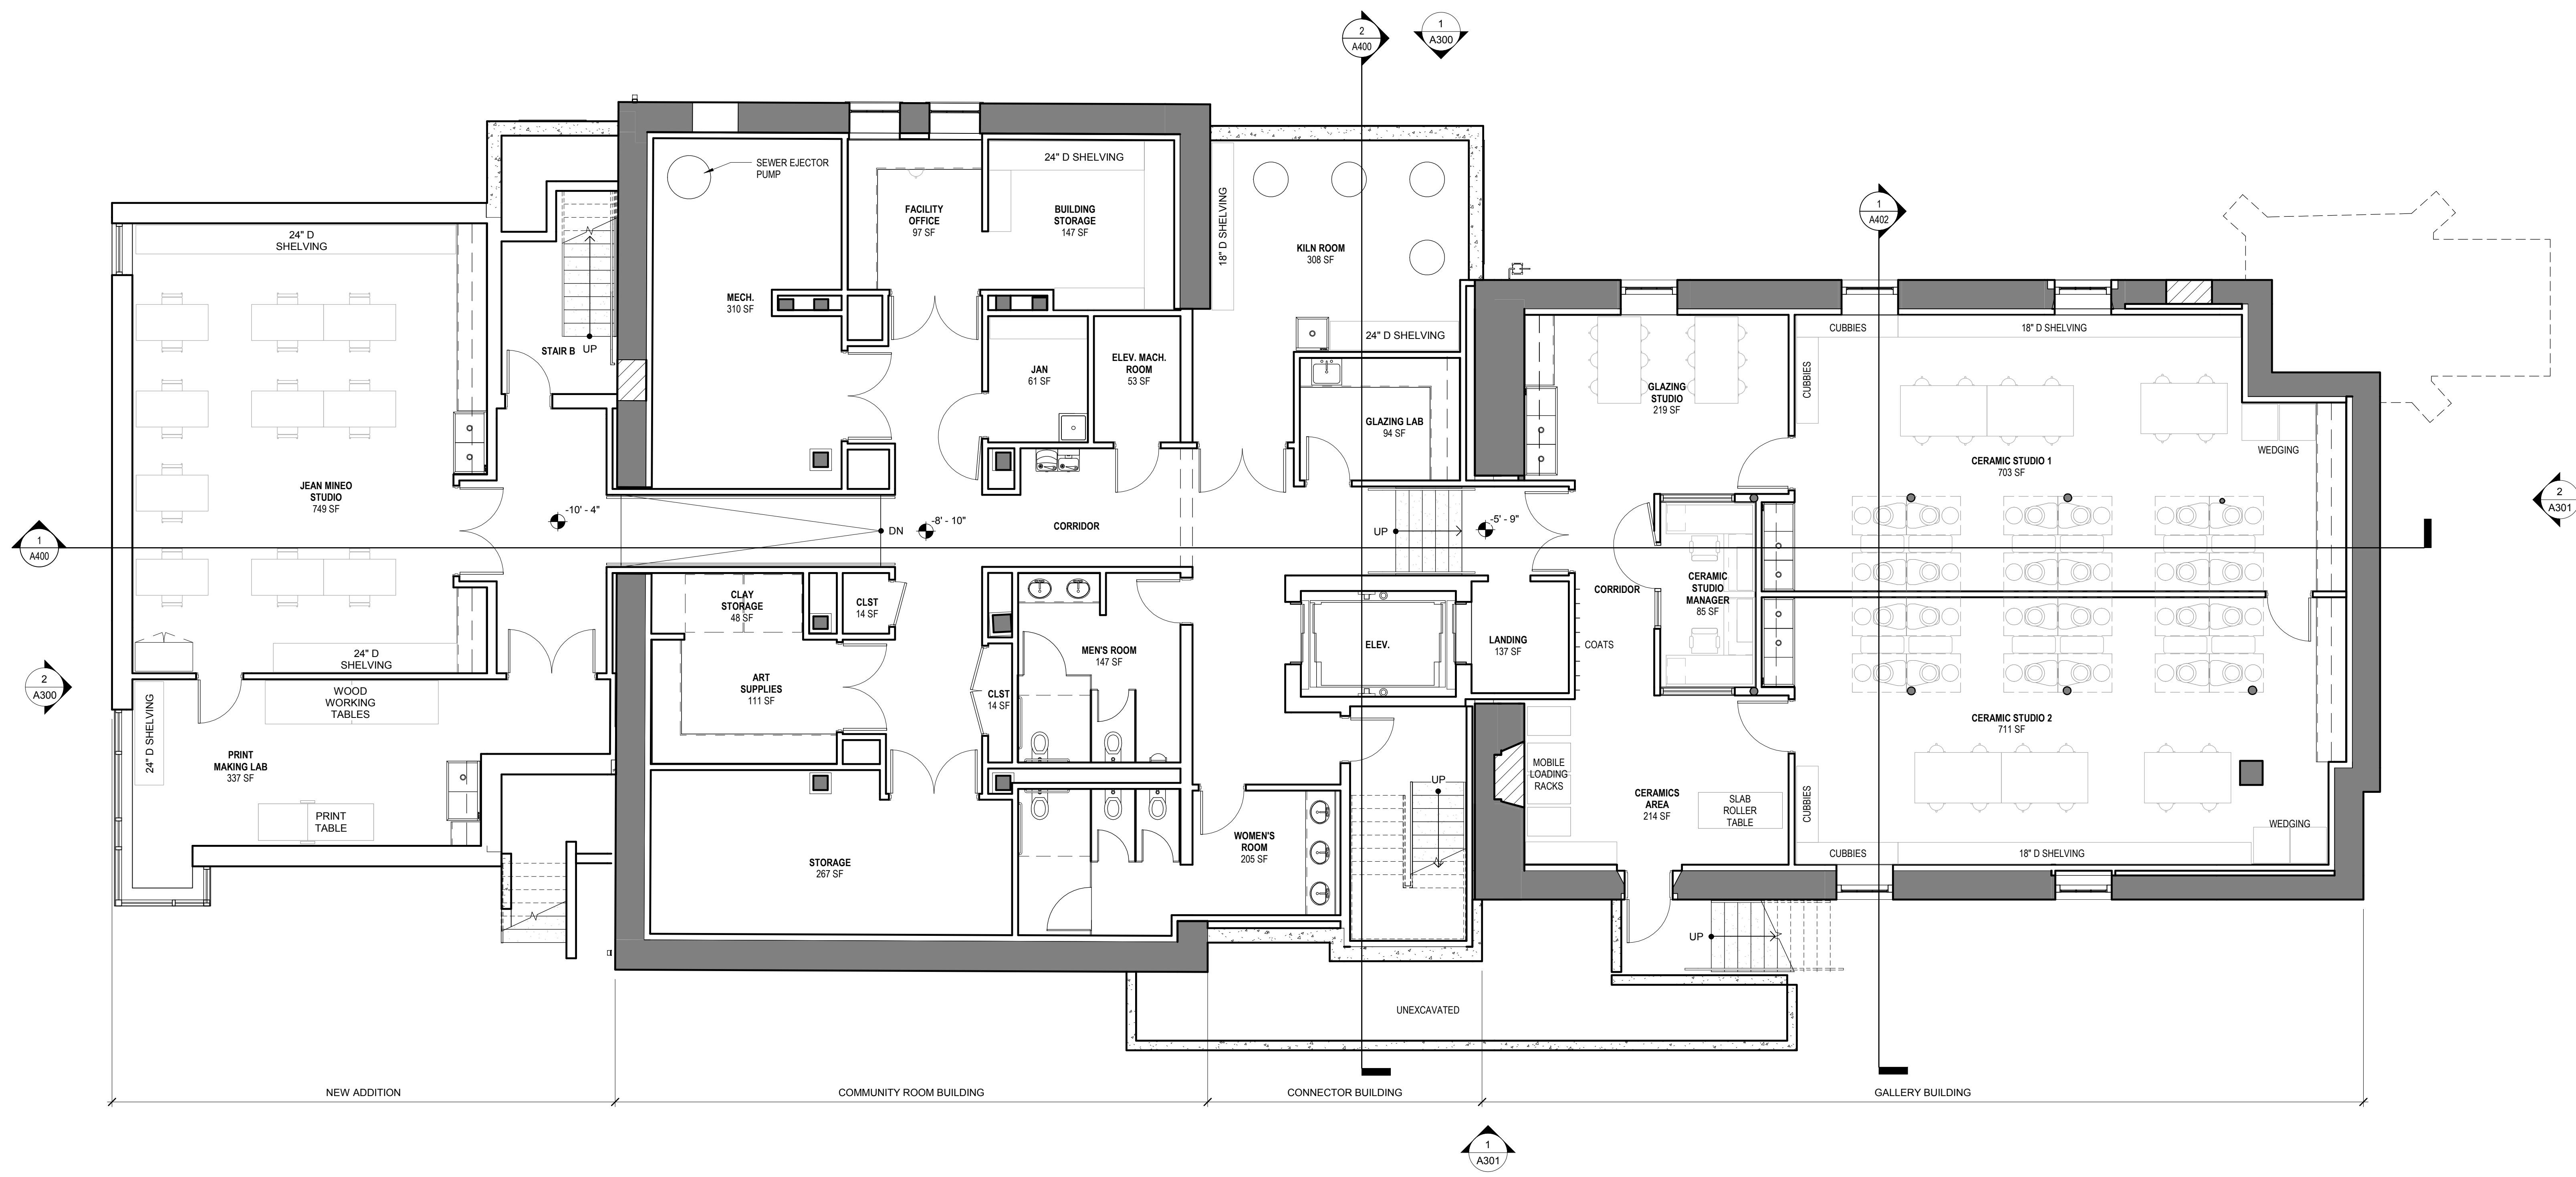 2
A400
1
A300
1
A402
2
A301
1
A400
2
A300
1
A301
24" D
SHELVING
JEAN MINEO
STUDIO
749 SF
24" D
SHELVING
24" D SHELVING
WOOD
WORKING
TABLES
PRINT
MAKING LAB
337 SF
PRINT
TABLE
STAIR B
UP
-10' - 4"
SEWER EJECTOR
PUMP
MECH.
310 SF
FACILITY
OFFICE
97 SF
24" D SHELVING
BUILDING
STORAGE
147 SF
JAN
61 SF
ELEV. MACH.
ROOM
53 SF
DN
-8' - 10"
CORRIDOR
CLAY
STORAGE
48 SF
CLST
14 SF
ART
SUPPLIES
111 SF
CLST
14 SF
MEN'S ROOM
147 SF
STORAGE
267 SF
WOMEN'S
ROOM
205 SF
18" D SHELVING
KILN ROOM
308 SF
24" D SHELVING
GLAZING LAB
94 SF
UP
-5' - 9"
ELEV.
LANDING
137 SF
UP
COATS
CORRIDOR
GLAZING
STUDIO
219 SF
CERAMIC
STUDIO
MANAGER
85 SF
MOBILE
LOADING
RACKS
CERAMICS
AREA
214 SF
SLAB
ROLLER
TABLE
UP
CUBBIES
18" D SHELVING
CUBBIES
WEDGING
CERAMIC STUDIO 1
703 SF
CERAMIC STUDIO 2
711 SF
CUBBIES
WEDGING
CUBBIES
18" D SHELVING
UNEXCAVATED
NEW ADDITION
COMMUNITY ROOM BUILDING
CONNECTOR BUILDING
GALLERY BUILDING